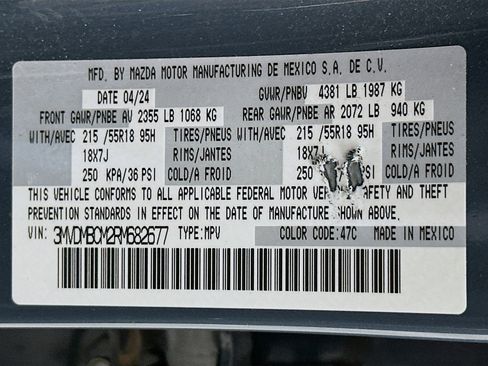 MFD. BY MAZDA MOTOR MANUFACTURING DE MEXICO S.A. DE C.V.
DATE 04/24 GVWR/PNBV 4381 LB 1987 KG
FRONT GAWR/PNBE AV 2355 LB 1068 KG REAR GAWR/PNBE AR 2072 LB 940 KG
WITH/AVEC 215 /55R18 95H TIRES/PNEUS WITH/AVEC 215 /55R18 95H TIRES/PNEUS
18X7J RIMS/JANTES 18X7J RIMS/JANTES
250 KPA/36 PSI COLD/A FROID 250 PSI COLD/A FROID
THIS VEHICLE CONFORMS TO ALL APPLICABLE FEDERAL MOTOR AND THEFT
PREVENTION STANDARDS IN EFFECT ON THE DATE OF MANUFACTURE SHOWN ABOVE.
VIN: 3MVDMBCM2RM682677 TYPE:MPV COLOR CODE:47C MADE IN MEXICO